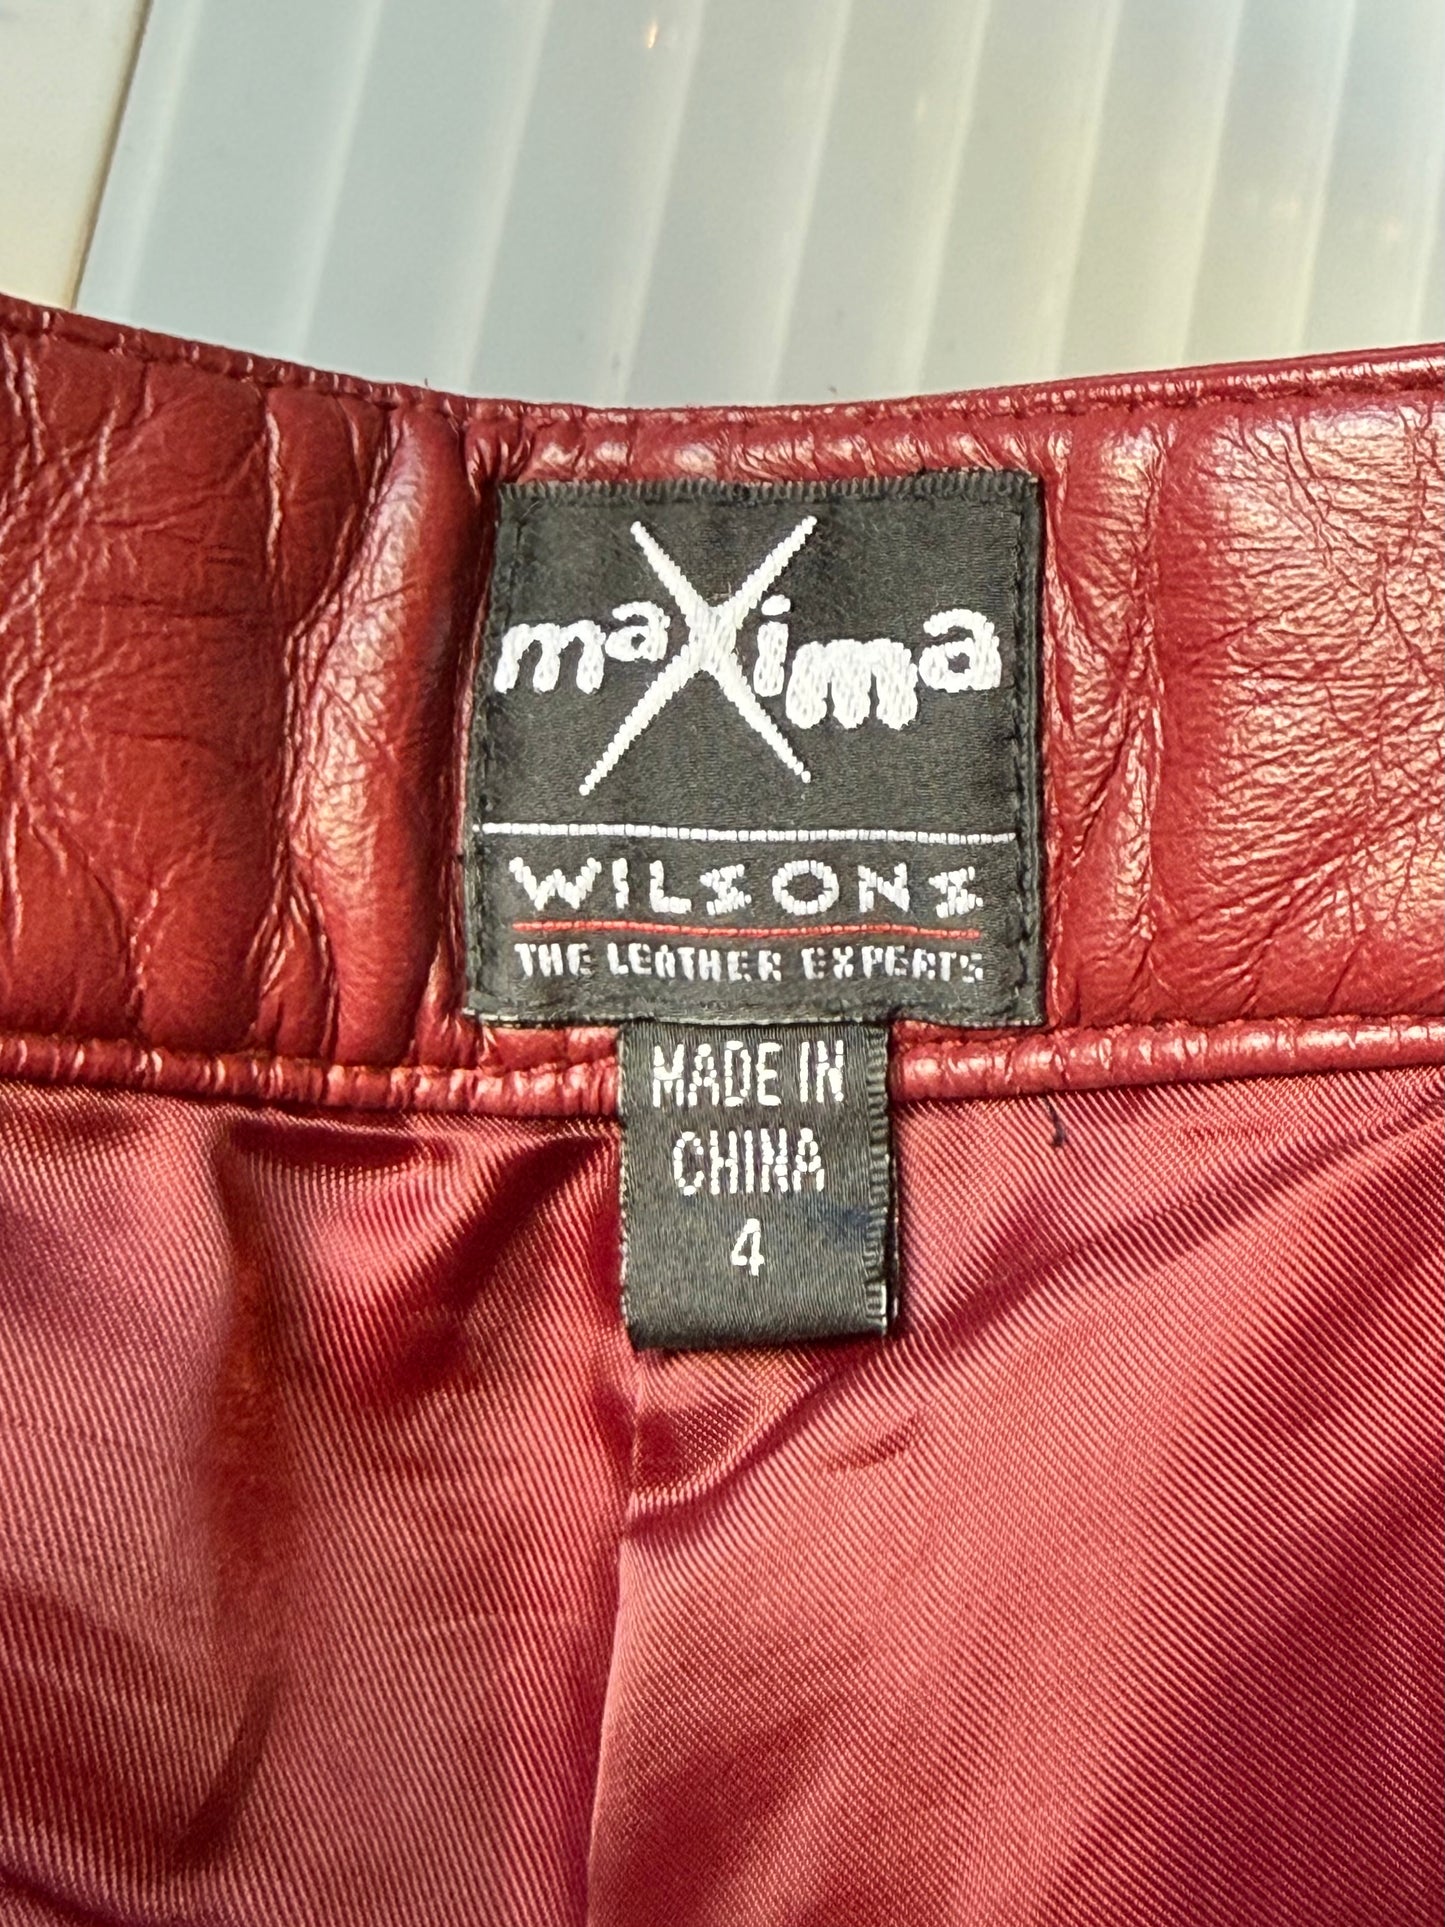 maXima
WILSONS
THE LEATHER EXPERTS
MADE IN
CHINA
4